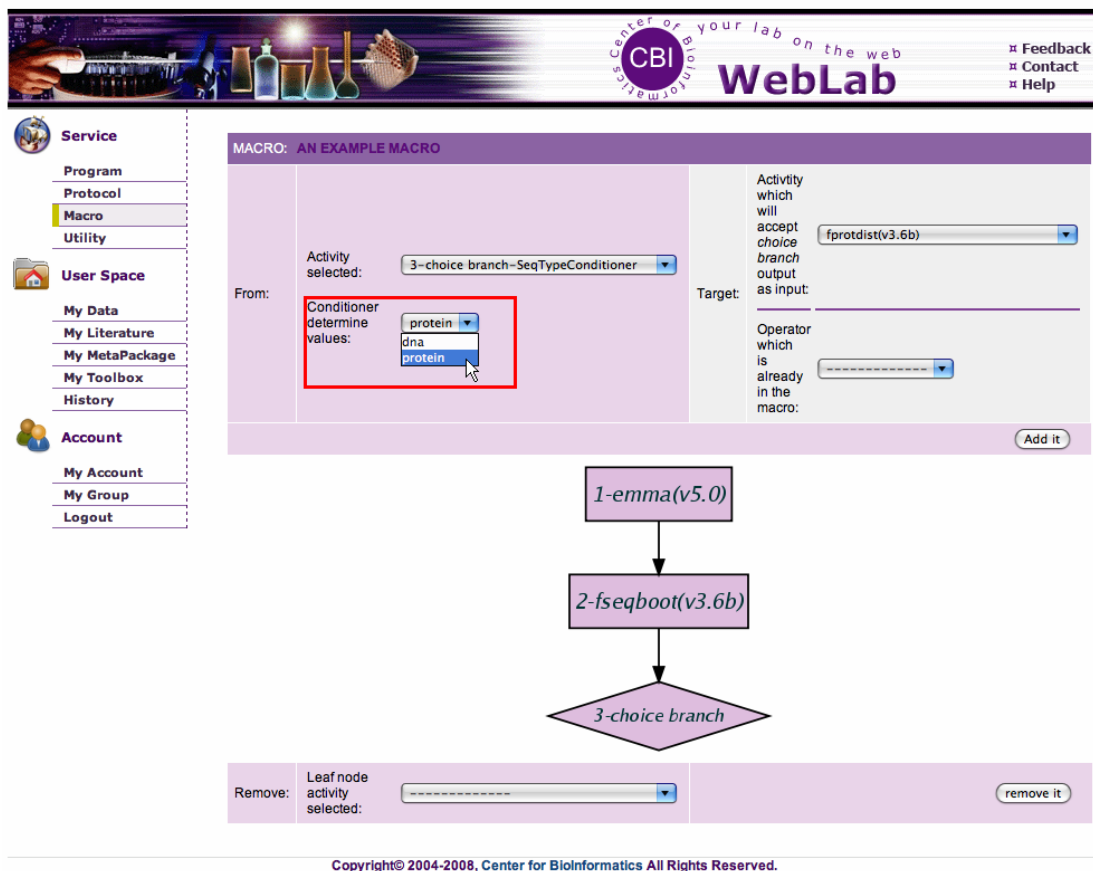 Center of Bioinformatics
CBI
your lab on the web
WebLab
¤ Feedback
¤ Contact
¤ Help
Service
Program
Protocol
Macro
Utility
User Space
My Data
My Literature
My MetaPackage
My Toolbox
History
Account
My Account
My Group
Logout
MACRO: AN EXAMPLE MACRO
From:
Activity
selected:
3-choice branch-SeqTypeConditioner
Conditioner
determine
values:
protein
dna
protein
Target:
Activtity
which
will
accept
choice
branch
output
as input:
fprotdist(v3.6b)
Operator
which
is
already
in the
macro:
-------------
Add it
1-emma(v5.0)
2-fseqboot(v3.6b)
3-choice branch
Remove:
Leaf node
activity
selected:
-------------
remove it
Copyright© 2004-2008, Center for BioInformatics All Rights Reserved.